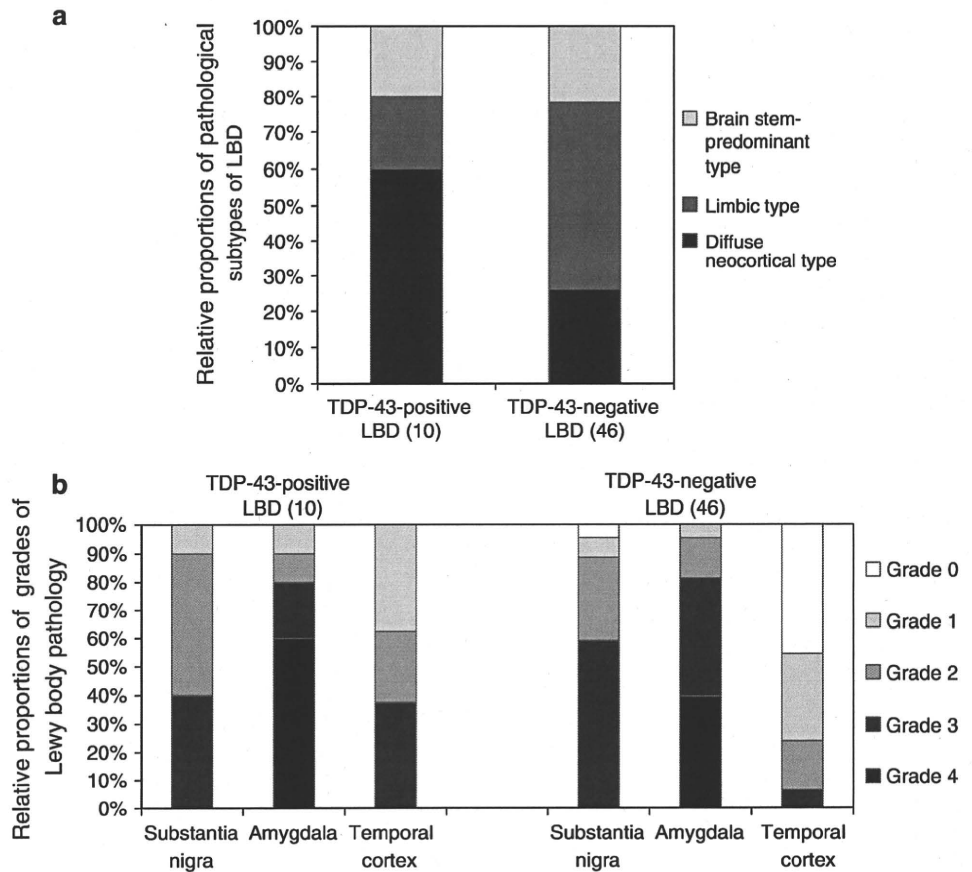 a
Relative proportions of pathological
subtypes of LBD
100%
90%
80%
70%
60%
50%
40%
30%
20%
10%
0%
TDP-43-positive
LBD (10)
TDP-43-negative
LBD (46)
Brain stem-
predominant
type
Limbic type
Diffuse
neocortical type
b
Relative proportions of grades of
Lewy body pathology
TDP-43-positive
LBD (10)
TDP-43-negative
LBD (46)
100%
90%
80%
70%
60%
50%
40%
30%
20%
10%
0%
Substantia
nigra
Amygdala
Temporal
cortex
Substantia
nigra
Amygdala
Temporal
cortex
Grade 0
Grade 1
Grade 2
Grade 3
Grade 4